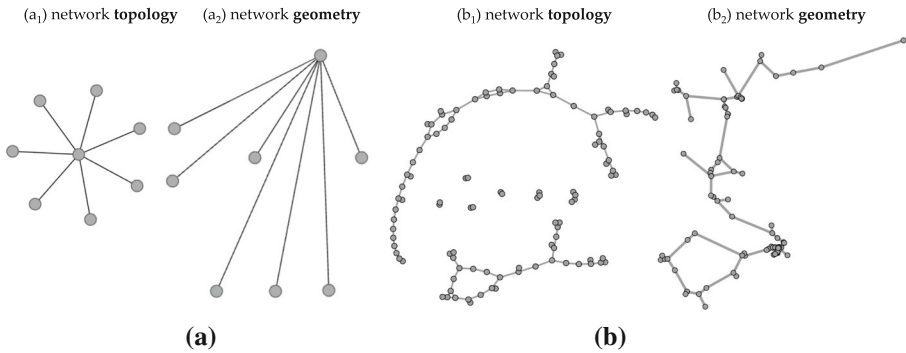 (a₁) network topology (a₂) network geometry (b₁) network topology (b₂) network geometry
(a) (b)